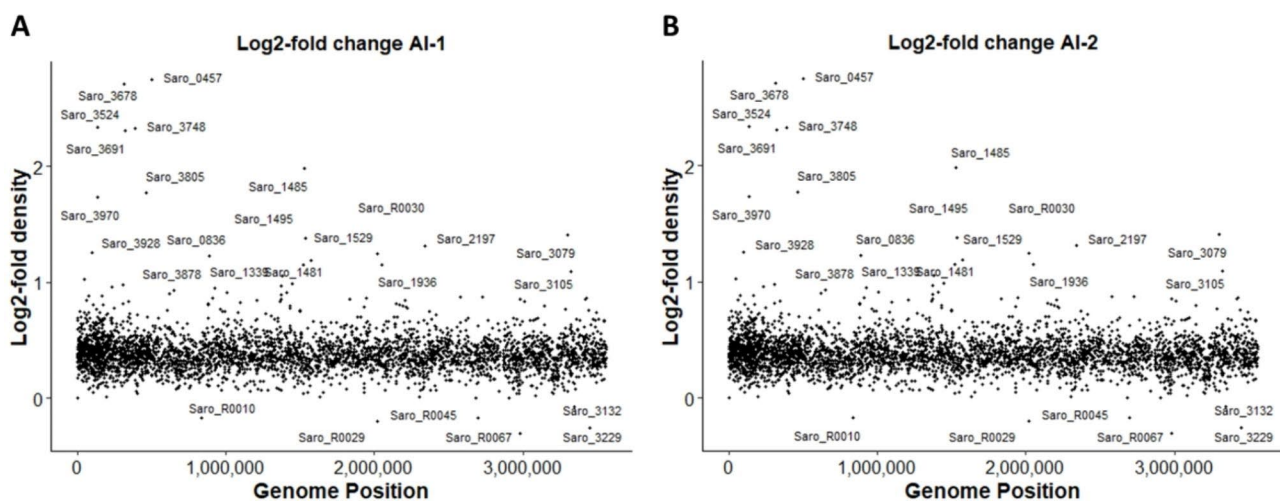 A
Log2-fold change AI-1
Log2-fold density
Saro_0457
Saro_3678
Saro_3524
Saro_3748
Saro_3691
Saro_3805
Saro_1485
Saro_3970
Saro_1495
Saro_R0030
Saro_3928
Saro_0836
Saro_1529
Saro_2197
Saro_3079
Saro_3878
Saro_1339
Saro_1481
Saro_1936
Saro_3105
Saro_R0010
Saro_R0045
Saro_3132
Saro_R0029
Saro_R0067
Saro_3229
2
1
0
0
1,000,000
2,000,000
3,000,000
Genome Position
B
Log2-fold change AI-2
Log2-fold density
Saro_0457
Saro_3678
Saro_3524
Saro_3748
Saro_3691
Saro_1485
Saro_3805
Saro_3970
Saro_1495
Saro_R0030
Saro_3928
Saro_0836
Saro_1529
Saro_2197
Saro_3079
Saro_3878
Saro_1339
Saro_1481
Saro_1936
Saro_3105
Saro_R0045
Saro_3132
Saro_R0010
Saro_R0029
Saro_R0067
Saro_3229
2
1
0
0
1,000,000
2,000,000
3,000,000
Genome Position